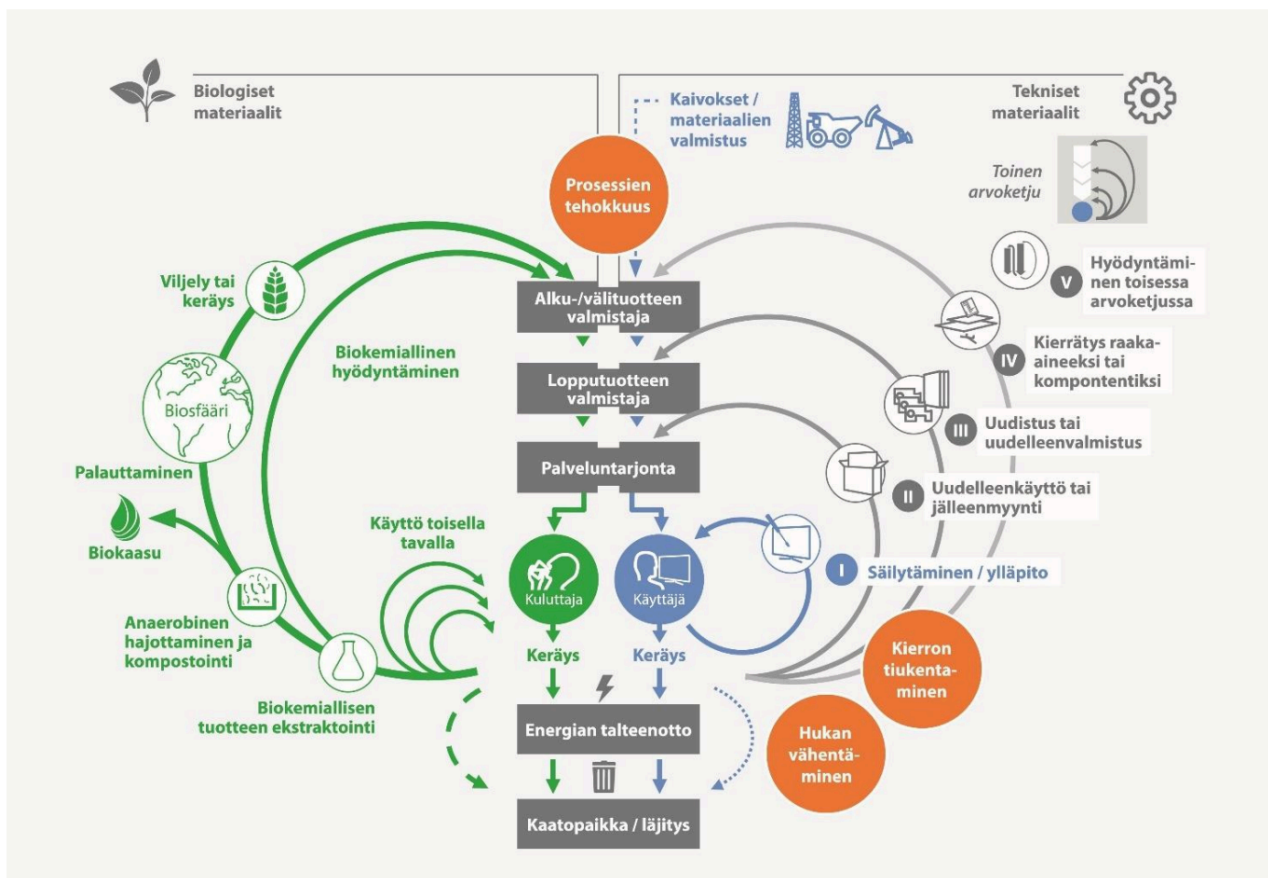 Biologiset
materiaalit
Kaivokset /
materiaalien
valmistus
Tekniset
materiaalit
Toinen
arvoketju
Prosessien
tehokkuus
Viljely tai
keräys
Biosfääri
Palauttaminen
Biokaasu
Anaerobinen
hajottaminen ja
kompostointi
Biokemiallisen
tuotteen ekstraktointi
Biokemiallinen
hyödyntäminen
Käyttö toisella
tavalla
Alku-/välituotteen
valmistaja
Lopputuotteen
valmistaja
Palveluntarjonta
Kuluttaja
Käyttäjä
Keräys
Keräys
Energian talteenotto
Kaatopaikka / läjitys
V
Hyödyntämi-
nen toisessa
arvoketjussa
IV
Kierrätys raaka-
aineeksi tai
kompontentiksi
III
Uudistus tai
uudelleenvalmistus
II
Uudelleenkäyttö tai
jälleenmyynti
I
Säilytäminen / ylläpito
Kierron
tiukenta-
minen
Hukan
vähentä-
minen